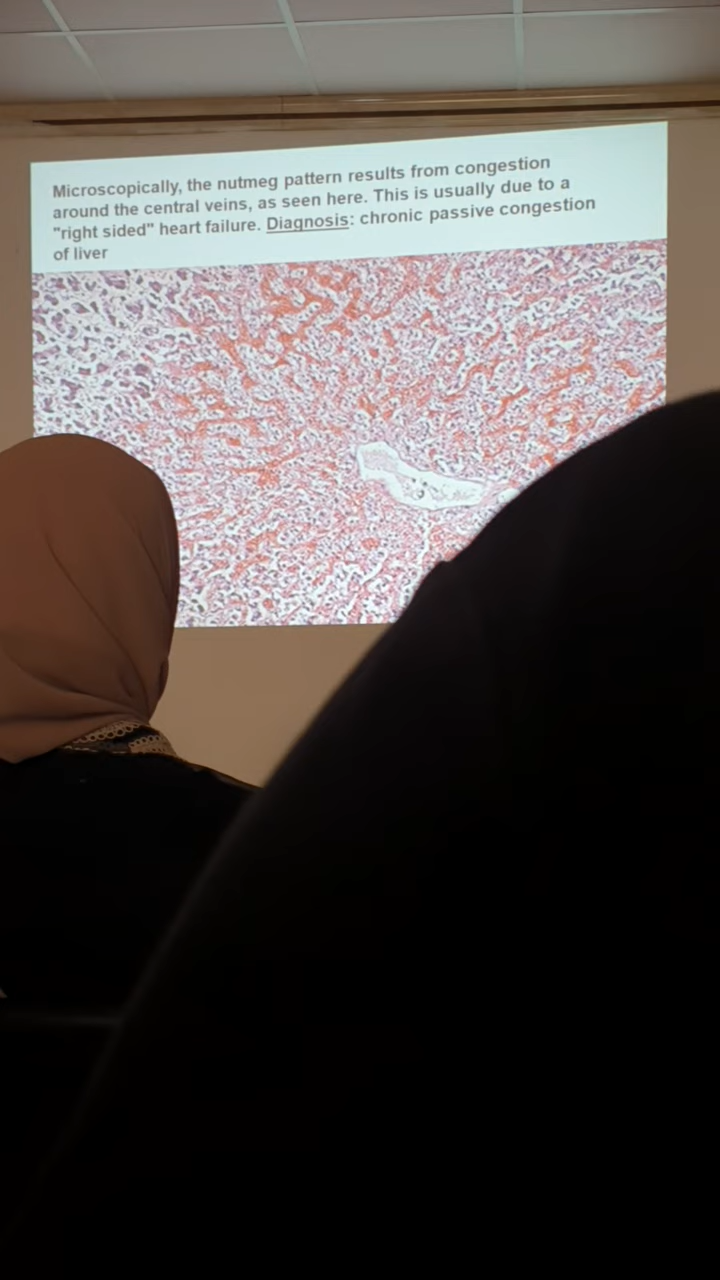 Microscopically, the nutmeg pattern results from congestion
around the central veins, as seen here. This is usually due to a
"right sided" heart failure. Diagnosis: chronic passive congestion
of liver